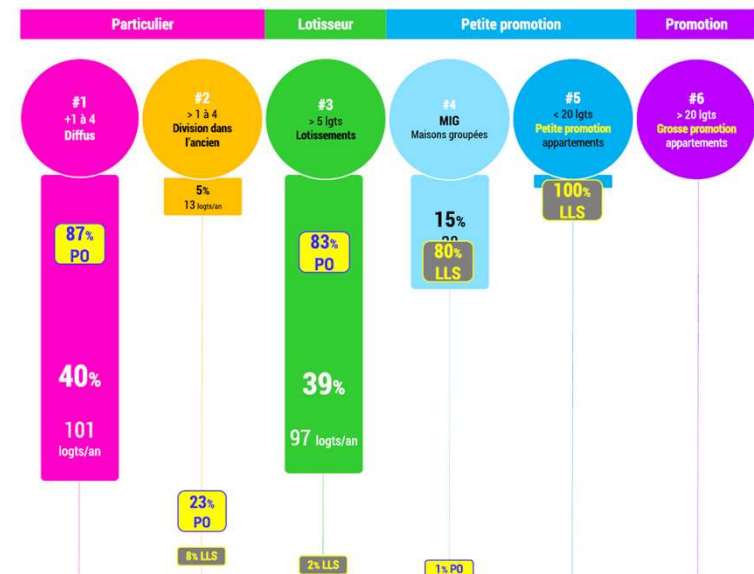 Particulier
Lotisseur
Petite promotion
Promotion
#1
+1 à 4
Diffus
#2
> 1 à 4
Division dans
l'ancien
#3
> 5 lgts
Lotissements
#4
MIG
Maisons groupées
#5
< 20 lgts
Petite promotion
appartements
#6
> 20 lgts
Grosse promotion
appartements
87%
PO
40%
101
logts/an
5%
13 logts/an
23%
PO
8% LLS
83%
PO
39%
97 logts/an
2% LLS
15%
80%
LLS
1% PO
100%
LLS